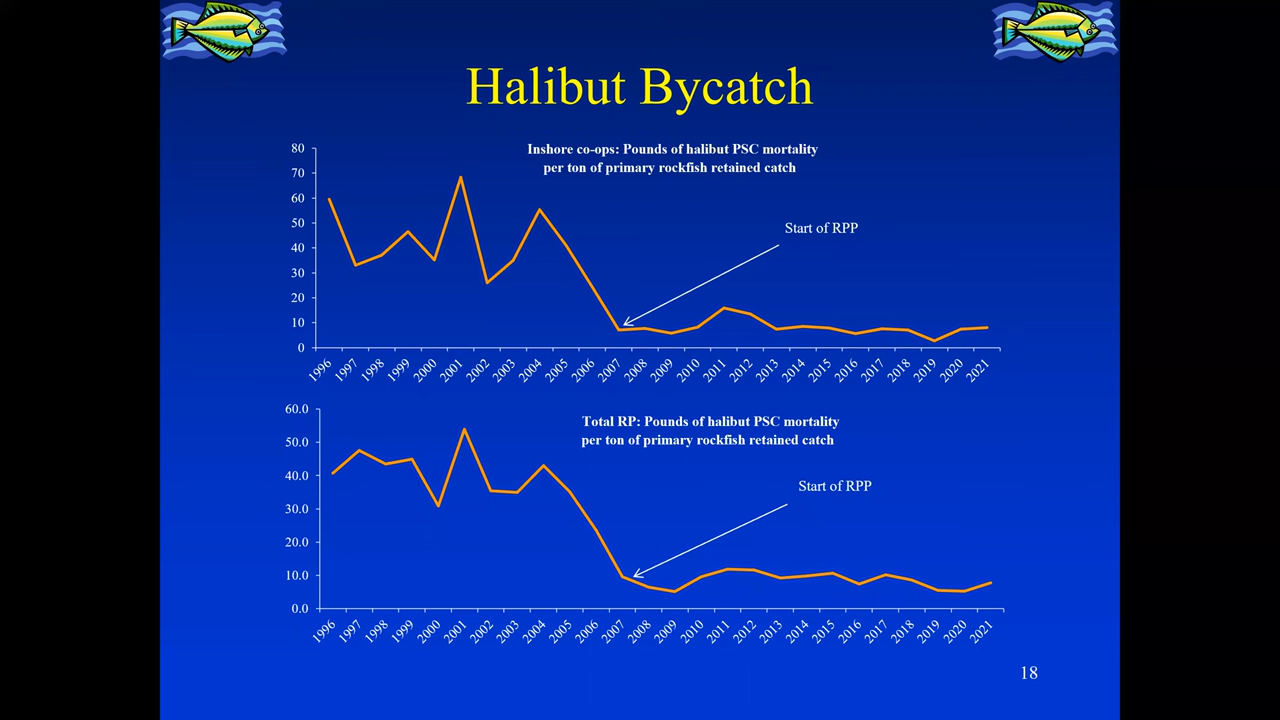 Halibut Bycatch
Inshore co-ops: Pounds of halibut PSC mortality
per ton of primary rockfish retained catch
80
70
60
50
40
30
20
10
0
Start of RPP
1996 1997 1998 1999 2000 2001 2002 2003 2004 2005 2006 2007 2008 2009 2010 2011 2012 2013 2014 2015 2016 2017 2018 2019 2020 2021
Total RP: Pounds of halibut PSC mortality
per ton of primary rockfish retained catch
60.0
50.0
40.0
30.0
20.0
10.0
0.0
Start of RPP
1996 1997 1998 1999 2000 2001 2002 2003 2004 2005 2006 2007 2008 2009 2010 2011 2012 2013 2014 2015 2016 2017 2018 2019 2020 2021
18